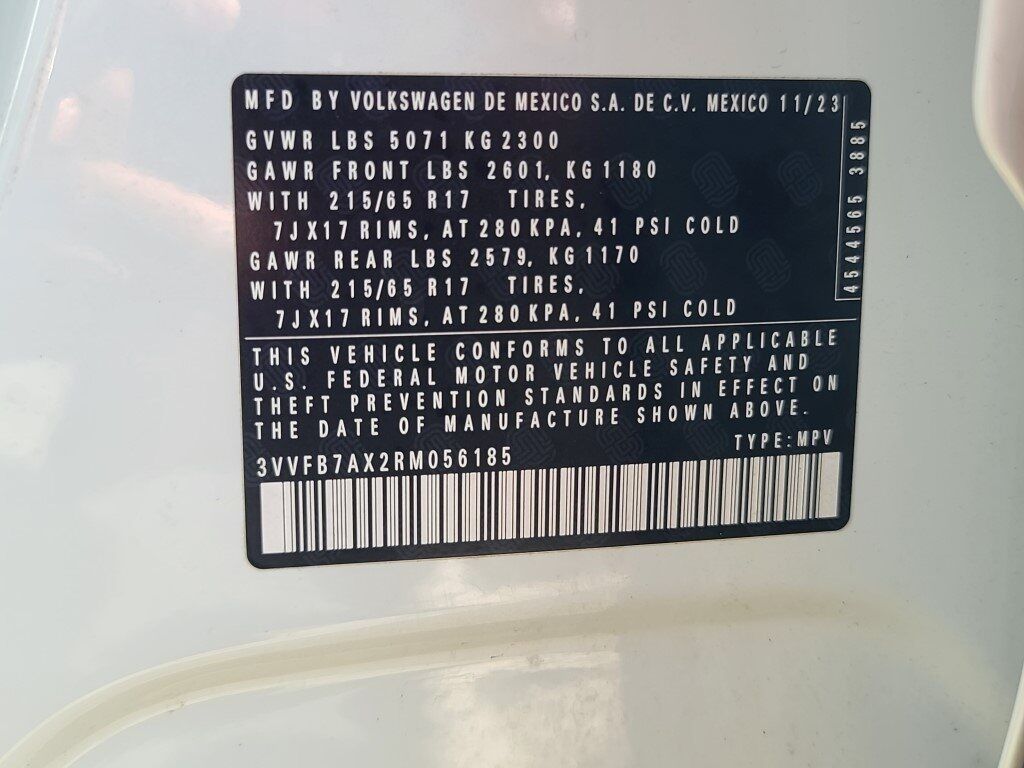 MFD BY VOLKSWAGEN DE MEXICO S.A. DE C.V. MEXICO 11/23
GVWR LBS 5071 KG 2300
GAWR FRONT LBS 2601, KG 1180
WITH 215/65 R17 TIRES,
7JX17 RIMS, AT 280 KPA, 41 PSI COLD
GAWR REAR LBS 2579, KG 1170
WITH 215/65 R17 TIRES,
7JX17 RIMS, AT 280 KPA, 41 PSI COLD
4544565 3885
THIS VEHICLE CONFORMS TO ALL APPLICABLE
U.S. FEDERAL MOTOR VEHICLE SAFETY AND
THEFT PREVENTION STANDARDS IN EFFECT ON
THE DATE OF MANUFACTURE SHOWN ABOVE.
TYPE: MPV
3VVFB7AX2RM056185